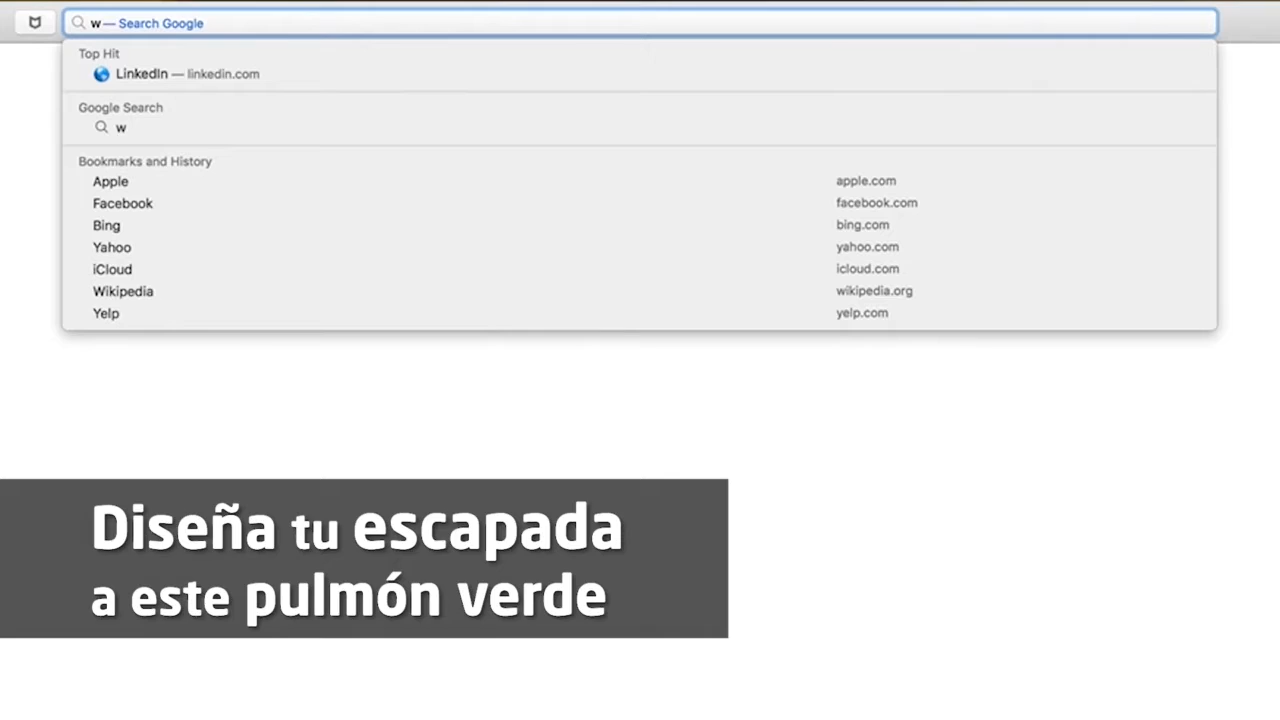 w — Search Google
Top Hit
LinkedIn — linkedin.com
Google Search
w
Bookmarks and History
Apple apple.com
Facebook facebook.com
Bing bing.com
Yahoo yahoo.com
iCloud icloud.com
Wikipedia wikipedia.org
Yelp yelp.com
Diseña tu escapada
a este pulmón verde